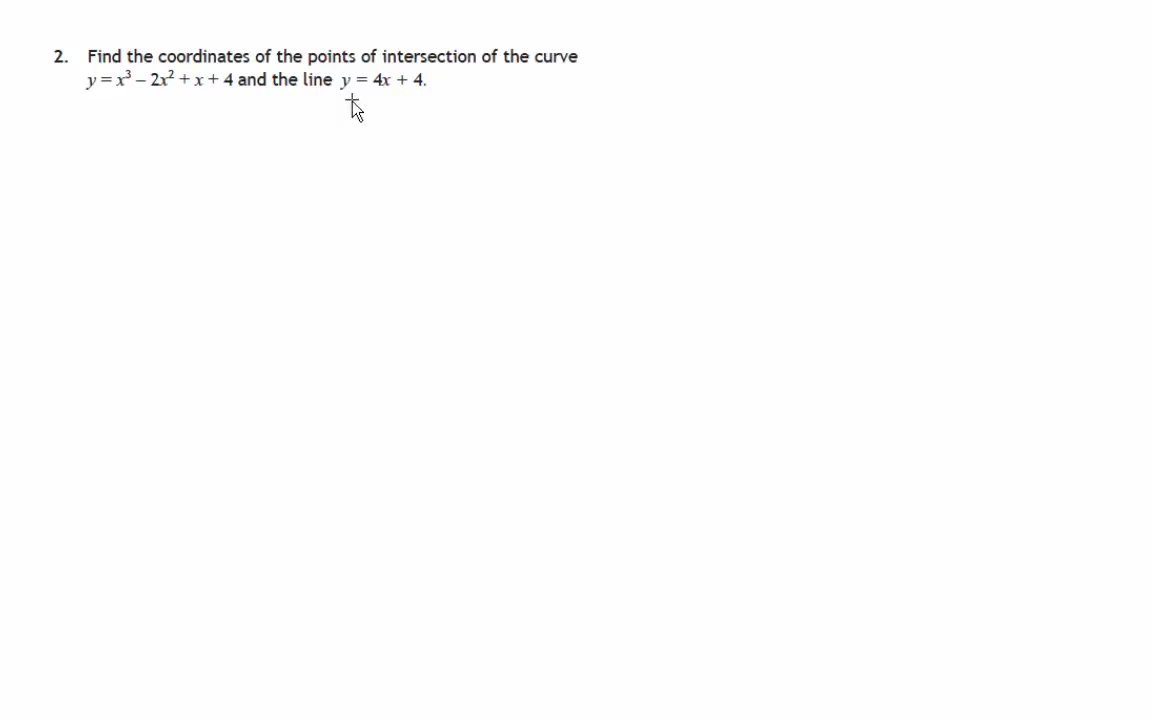 2. Find the coordinates of the points of intersection of the curve
y = x³ – 2x² + x + 4 and the line y = 4x + 4.